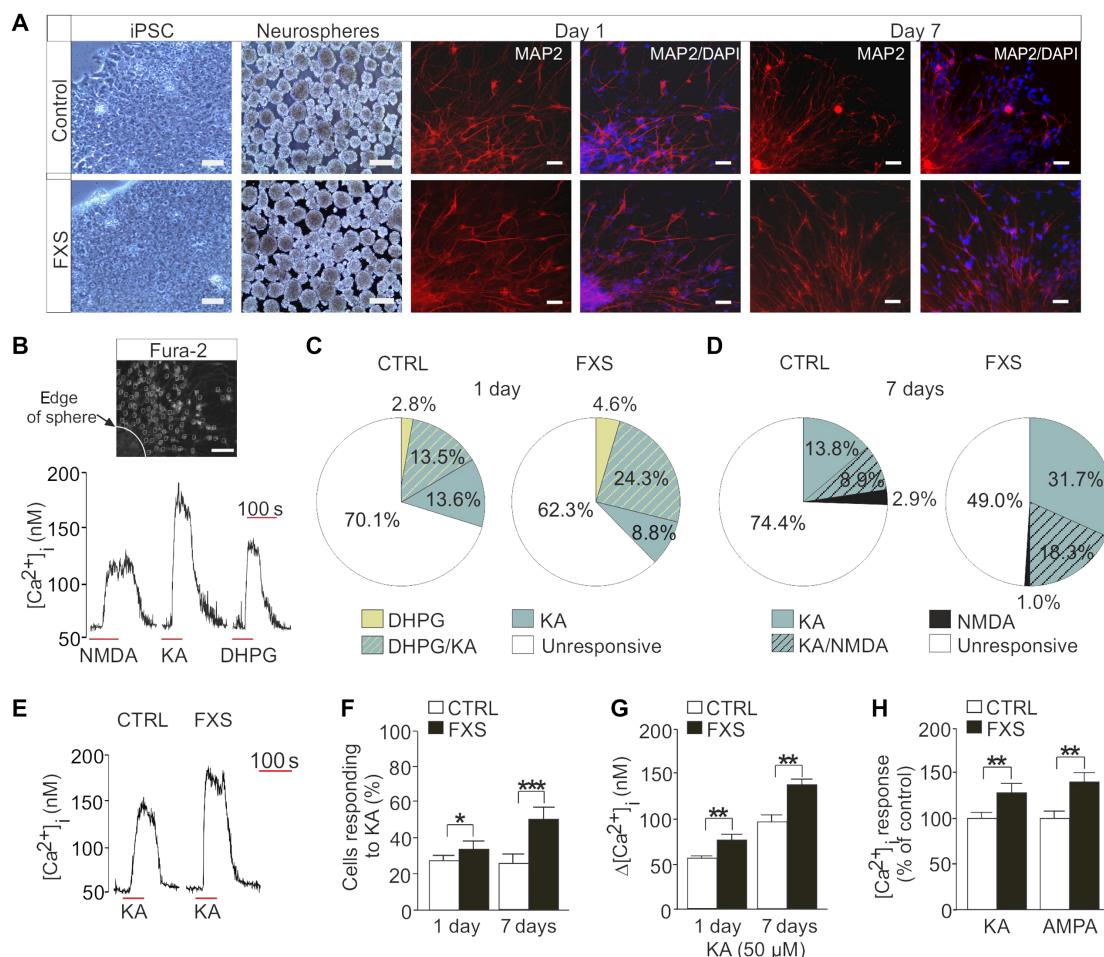 A
iPSC
Neurospheres
Day 1
Day 7
Control
MAP2
MAP2/DAPI
MAP2
MAP2/DAPI
FXS
B
Fura-2
Edge
of sphere
200
150
100
50
[Ca2+]i (nM)
100 s
NMDA
KA
DHPG
C
CTRL
FXS
1 day
2.8%
13.5%
13.6%
70.1%
4.6%
24.3%
8.8%
62.3%
DHPG
KA
DHPG/KA
Unresponsive
D
CTRL
FXS
7 days
13.8%
8.9%
2.9%
74.4%
31.7%
18.3%
1.0%
49.0%
KA
NMDA
KA/NMDA
Unresponsive
E
CTRL
FXS
200
150
100
50
[Ca2+]i (nM)
100 s
KA
KA
F
CTRL
FXS
100
80
60
40
20
0
Cells responding
to KA (%)
*
***
1 day
7 days
G
CTRL
FXS
200
150
100
50
0
Δ[Ca2+]i (nM)
**
**
1 day
7 days
KA (50 µM)
H
CTRL
FXS
200
150
100
50
0
[Ca2+]i response
(% of control)
**
**
KA
AMPA